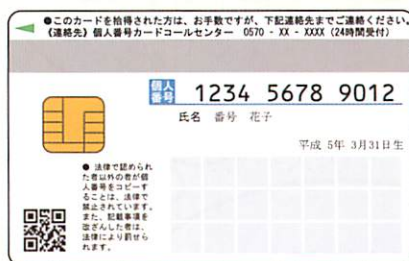 ●このカードを拾得された方は、お手数ですが、下記連絡先までご連絡ください。
《連絡先》個人番号カードコールセンター 0570 - XX - XXXX (24時間受付)
個人番号 1234 5678 9012
氏名 番号 花子
平成 5年 3月31日生
● 法律で認められ
た者以外の者が個
人番号をコピーす
ることは、法律で
禁止されています。
また、記載事項を
改ざんした者は、
法律により罰せら
れます。